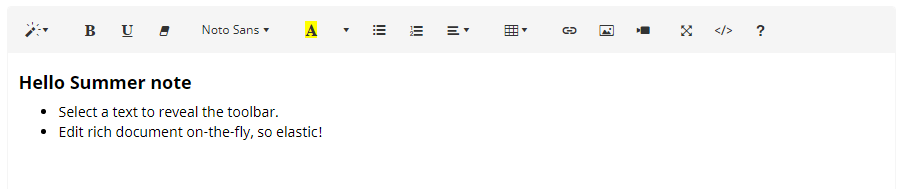 B U Noto Sans A </> ?
Hello Summer note
Select a text to reveal the toolbar.
Edit rich document on-the-fly, so elastic!